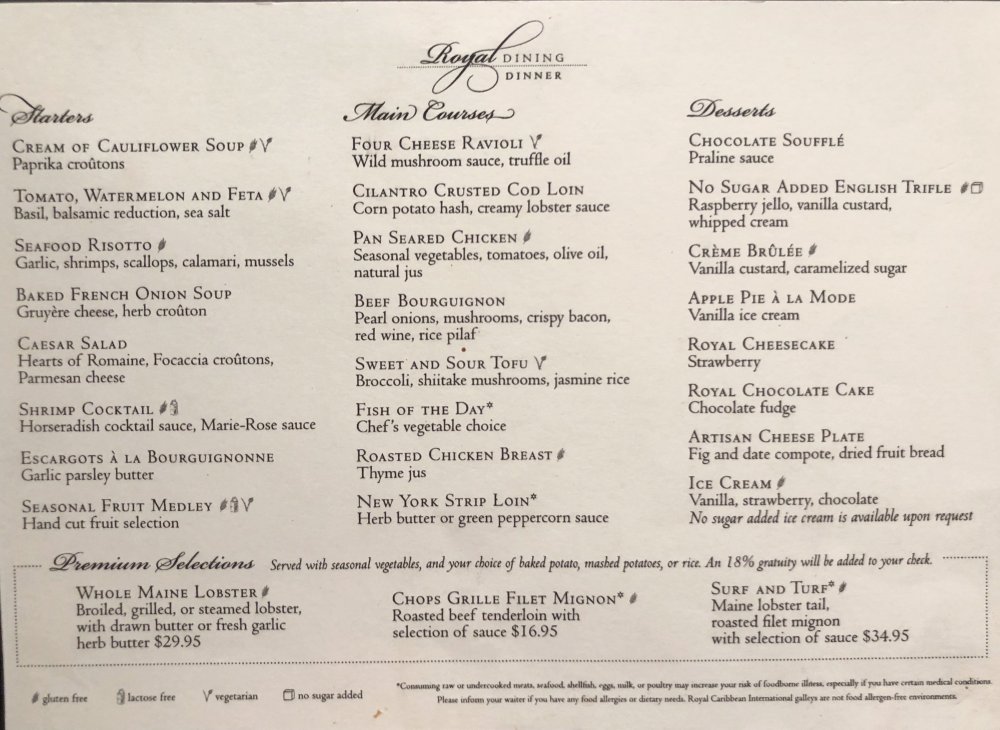 Royal DINING
DINNER
Starters
CREAM OF CAULIFLOWER SOUP
Paprika croûtons
TOMATO, WATERMELON AND FETA
Basil, balsamic reduction, sea salt
SEAFOOD RISOTTO
Garlic, shrimps, scallops, calamari, mussels
BAKED FRENCH ONION SOUP
Gruyère cheese, herb croûton
CAESAR SALAD
Hearts of Romaine, Focaccia croûtons,
Parmesan cheese
SHRIMP COCKTAIL
Horseradish cocktail sauce, Marie-Rose sauce
ESCARGOTS À LA BOURGUIGNONNE
Garlic parsley butter
SEASONAL FRUIT MEDLEY
Hand cut fruit selection
Main Courses
FOUR CHEESE RAVIOLI
Wild mushroom sauce, truffle oil
CILANTRO CRUSTED COD LOIN
Corn potato hash, creamy lobster sauce
PAN SEARED CHICKEN
Seasonal vegetables, tomatoes, olive oil,
natural jus
BEEF BOURGUIGNON
Pearl onions, mushrooms, crispy bacon,
red wine, rice pilaf
SWEET AND SOUR TOFU
Broccoli, shiitake mushrooms, jasmine rice
FISH OF THE DAY*
Chef's vegetable choice
ROASTED CHICKEN BREAST
Thyme jus
NEW YORK STRIP LOIN*
Herb butter or green peppercorn sauce
Desserts
CHOCOLATE SOUFFLÉ
Praline sauce
NO SUGAR ADDED ENGLISH TRIFLE
Raspberry jello, vanilla custard,
whipped cream
CRÈME BRÛLÉE
Vanilla custard, caramelized sugar
APPLE PIE À LA MODE
Vanilla ice cream
ROYAL CHEESECAKE
Strawberry
ROYAL CHOCOLATE CAKE
Chocolate fudge
ARTISAN CHEESE PLATE
Fig and date compote, dried fruit bread
ICE CREAM
Vanilla, strawberry, chocolate
No sugar added ice cream is available upon request
Premium Selections Served with seasonal vegetables, and your choice of baked potato, mashed potatoes, or rice. An 18% gratuity will be added to your check.
WHOLE MAINE LOBSTER
Broiled, grilled, or steamed lobster,
with drawn butter or fresh garlic
herb butter $29.95
CHOPS GRILLE FILET MIGNON*
Roasted beef tenderloin with
selection of sauce $16.95
SURF AND TURF*
Maine lobster tail,
roasted filet mignon
with selection of sauce $34.95
gluten free lactose free vegetarian no sugar added
*Consuming raw or undercooked meats, seafood, shellfish, eggs, milk, or poultry may increase your risk of foodborne illness, especially if you have certain medical conditions.
Please inform your waiter if you have any food allergies or dietary needs. Royal Caribbean International galleys are not food allergen-free environments.